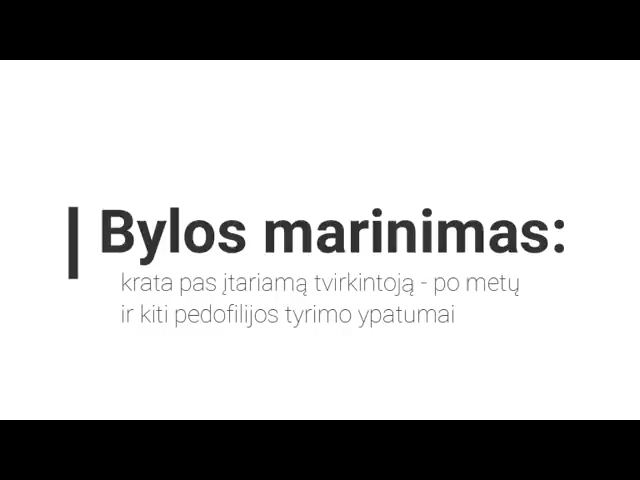 Bylos marinimas:
krata pas įtariamą tvirkintoją - po metų
ir kiti pedofilijos tyrimo ypatumai